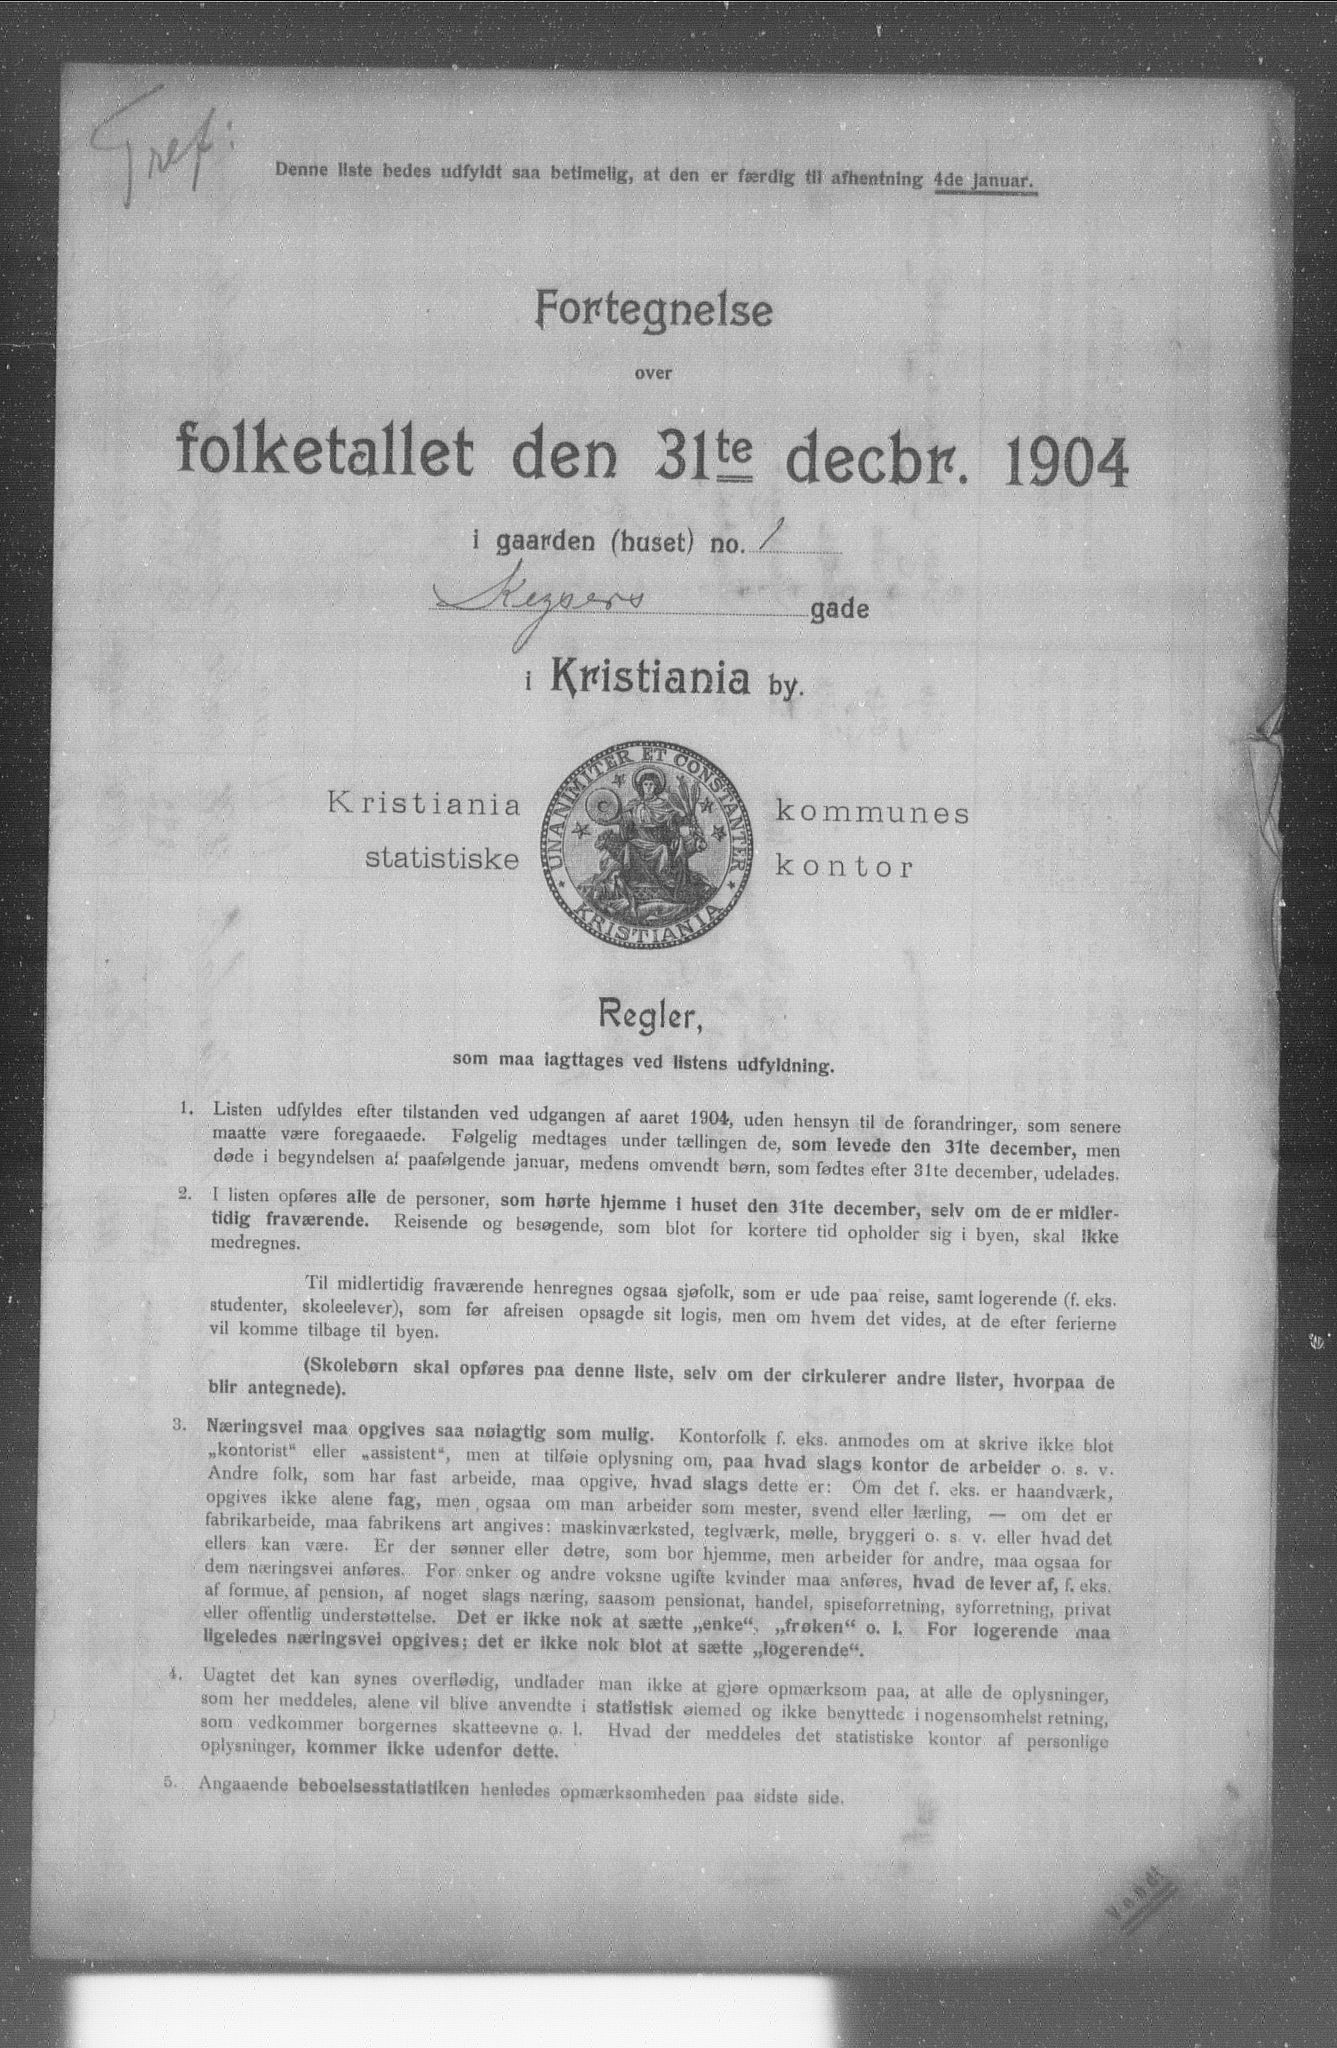 Tref:
Denne liste bedes udfyldt saa betimelig, at den er færdig til afhentning 4de januar.
Fortegnelse
over
folketallet den 31te decbr. 1904
i gaarden (huset) no. 1
Keysers gade
i Kristiania by.
Kristiania kommunes
statistiske kontor
UNANIMITER ET CONSTANTER
KRISTIANIA
Regler,
som maa iagttages ved listens udfyldning.
1. Listen udfyldes efter tilstanden ved udgangen af aaret 1904, uden hensyn til de forandringer, som senere
maatte være foregaaede. Følgelig medtages under tællingen de, som levede den 31te december, men
døde i begyndelsen af paafølgende januar, medens omvendt børn, som fødtes efter 31te december, udelades.
2. I listen opføres alle de personer, som hørte hjemme i huset den 31te december, selv om de er midler-
tidig fraværende. Reisende og besøgende, som blot for kortere tid opholder sig i byen, skal ikke
medregnes.
Til midlertidig fraværende henregnes ogsaa sjøfolk, som er ude paa reise, samt logerende (f. eks.
studenter, skoleelever), som før afreisen opsagde sit logis, men om hvem det vides, at de efter ferierne
vil komme tilbage til byen.
(Skolebørn skal opføres paa denne liste, selv om der cirkulerer andre lister, hvorpaa de
blir antegnede).
3. Næringsvei maa opgives saa nøiagtig som mulig. Kontorfolk f. eks. anmodes om at skrive ikke blot
„kontorist“ eller „assistent“, men at tilføie oplysning om, paa hvad slags kontor de arbeider o. s. v.
Andre folk, som har fast arbeide, maa opgive, hvad slags dette er: Om det f. eks. er haandværk,
opgives ikke alene fag, men ogsaa om man arbeider som mester, svend eller lærling, — om det er
fabrikarbeide, maa fabrikens art angives: maskinværksted, teglværk, mølle, bryggeri o. s. v. eller hvad det
ellers kan være. Er der sønner eller døtre, som bor hjemme, men arbeider for andre, maa ogsaa for
dem næringsvei anføres. For enker og andre voksne ugifte kvinder maa anføres, hvad de lever af, f. eks.
af formue, af pension, af noget slags næring, saasom pensionat, handel, spiseforretning, syforretning, privat
eller offentlig understøttelse. Det er ikke nok at sætte „enke“, „frøken“ o. l. For logerende maa
ligeledes næringsvei opgives; det er ikke nok blot at sætte „logerende“.
4. Uagtet det kan synes overflødig, undlader man ikke at gjøre opmærksom paa, at alle de oplysninger,
som her meddeles, alene vil blive anvendte i statistisk øiemed og ikke benyttede i nogensomhelst retning,
som vedkommer borgernes skatteevne o. l. Hvad der meddeles det statistiske kontor af personlige
oplysninger, kommer ikke udenfor dette.
5. Angaaende beboelsesstatistiken henledes opmærksomheden paa sidste side.
Vend!